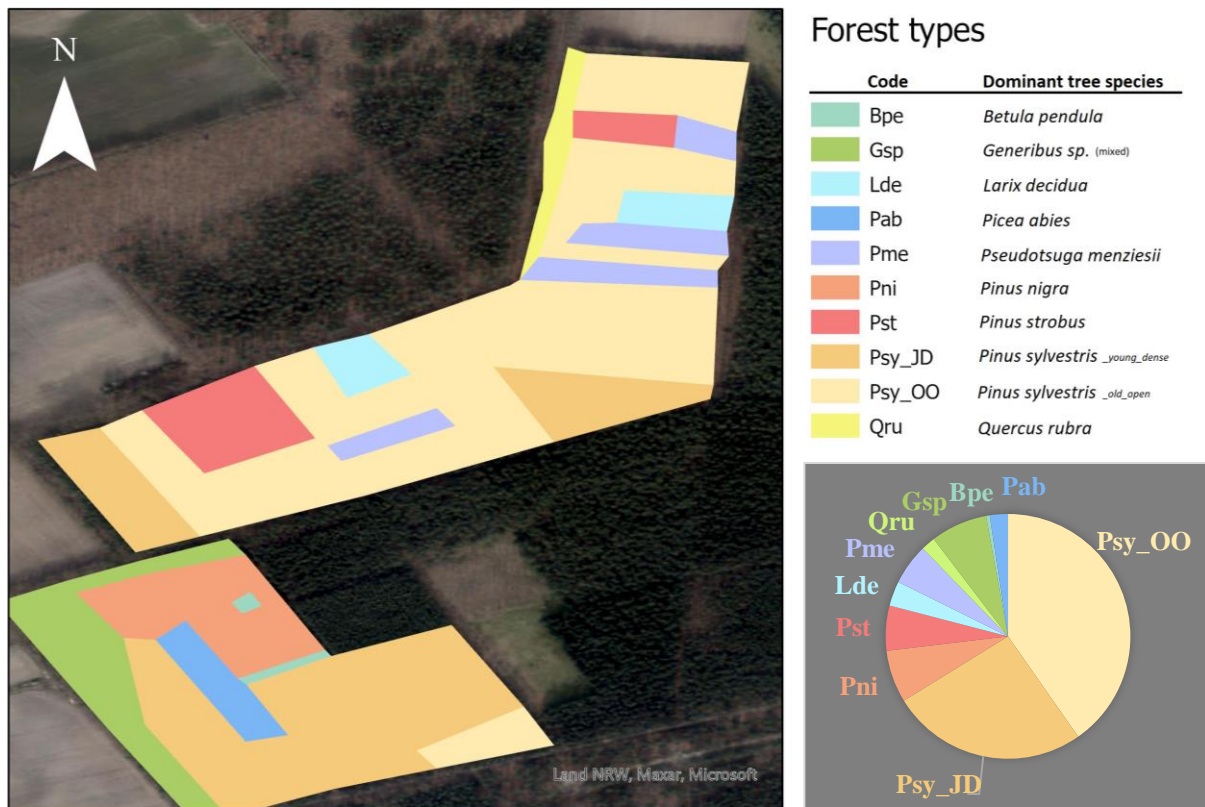 N
Land NRW, Maxar, Microsoft
Forest types
Code Dominant tree species
Bpe Betula pendula
Gsp Generibus sp. (mixed)
Lde Larix decidua
Pab Picea abies
Pme Pseudotsuga menziesii
Pni Pinus nigra
Pst Pinus strobus
Psy_JD Pinus sylvestris _young_dense
Psy_OO Pinus sylvestris _old_open
Qru Quercus rubra
Pab
Bpe
Gsp
Qru
Psy_OO
Pme
Lde
Pst
Pni
Psy_JD